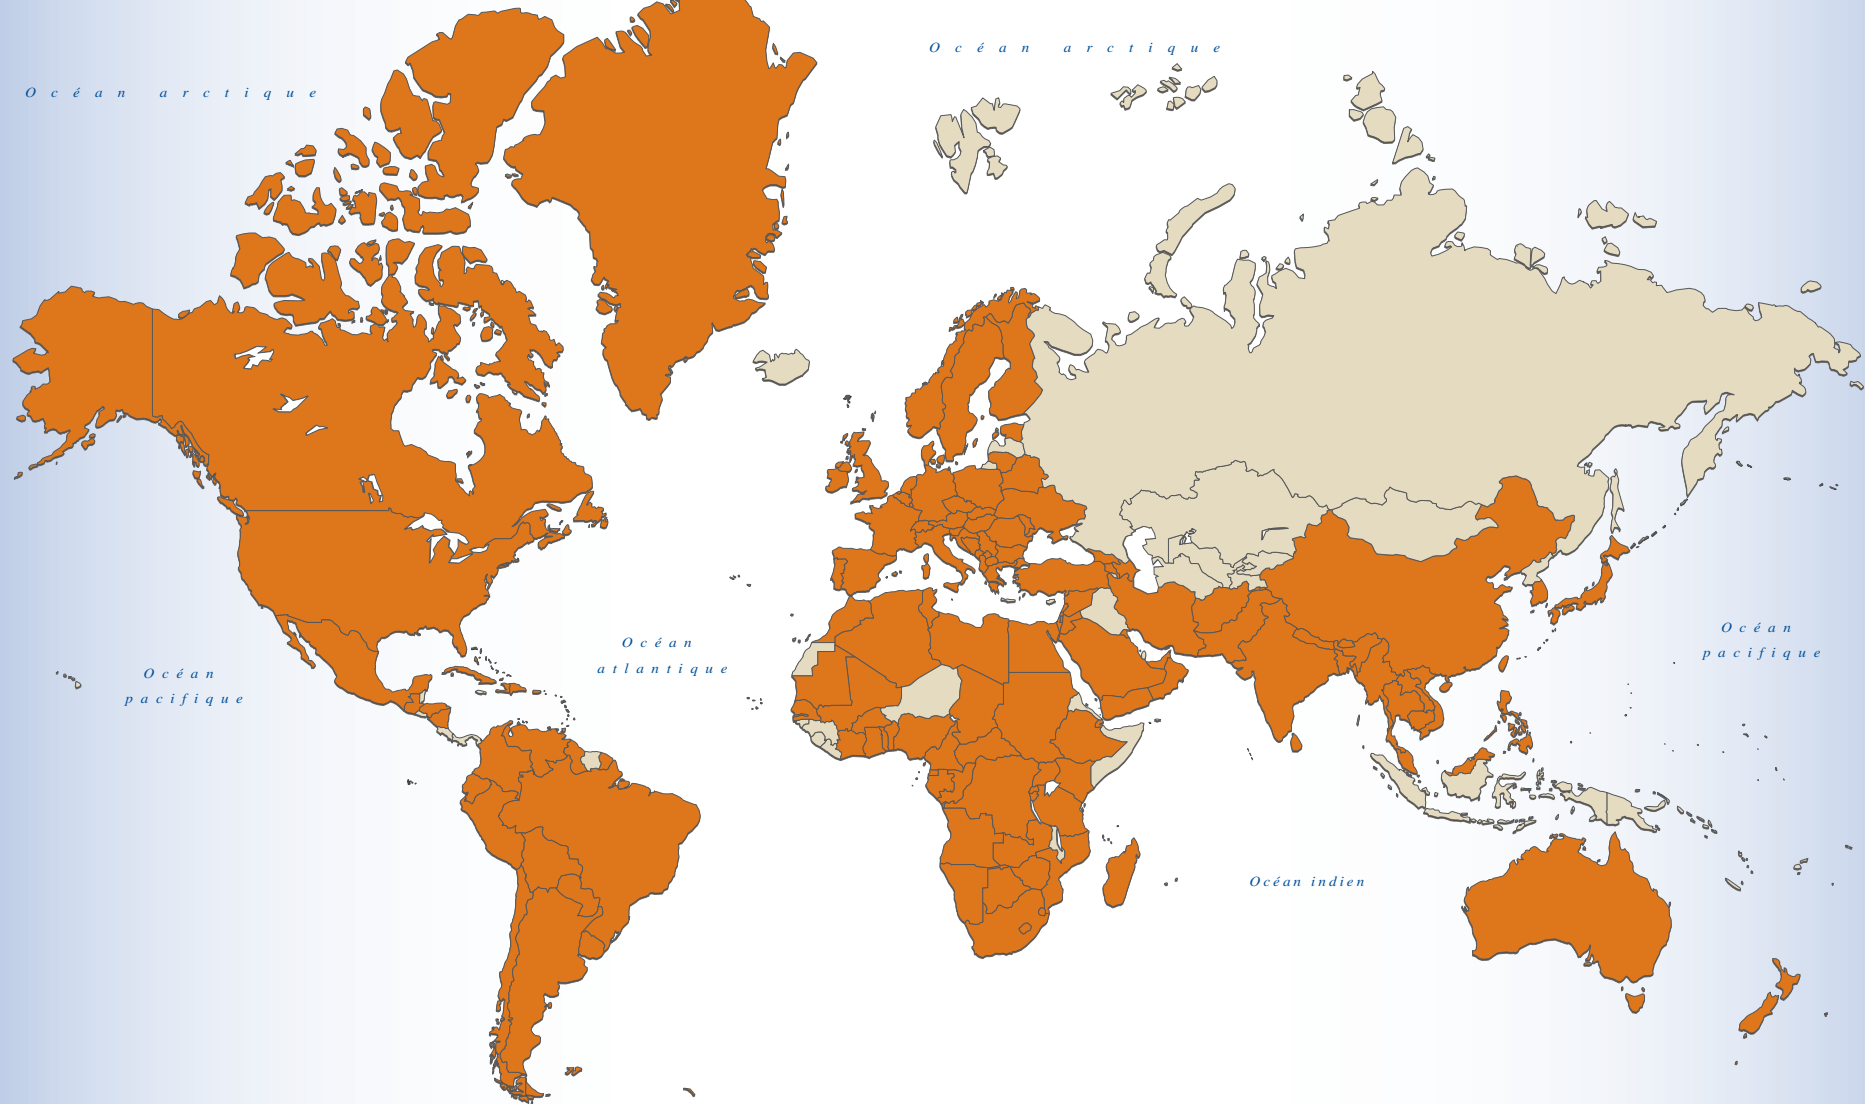 Océan arctique
Océan arctique
Océan
atlantique
Océan
pacifique
Océan
pacifique
Océan indien